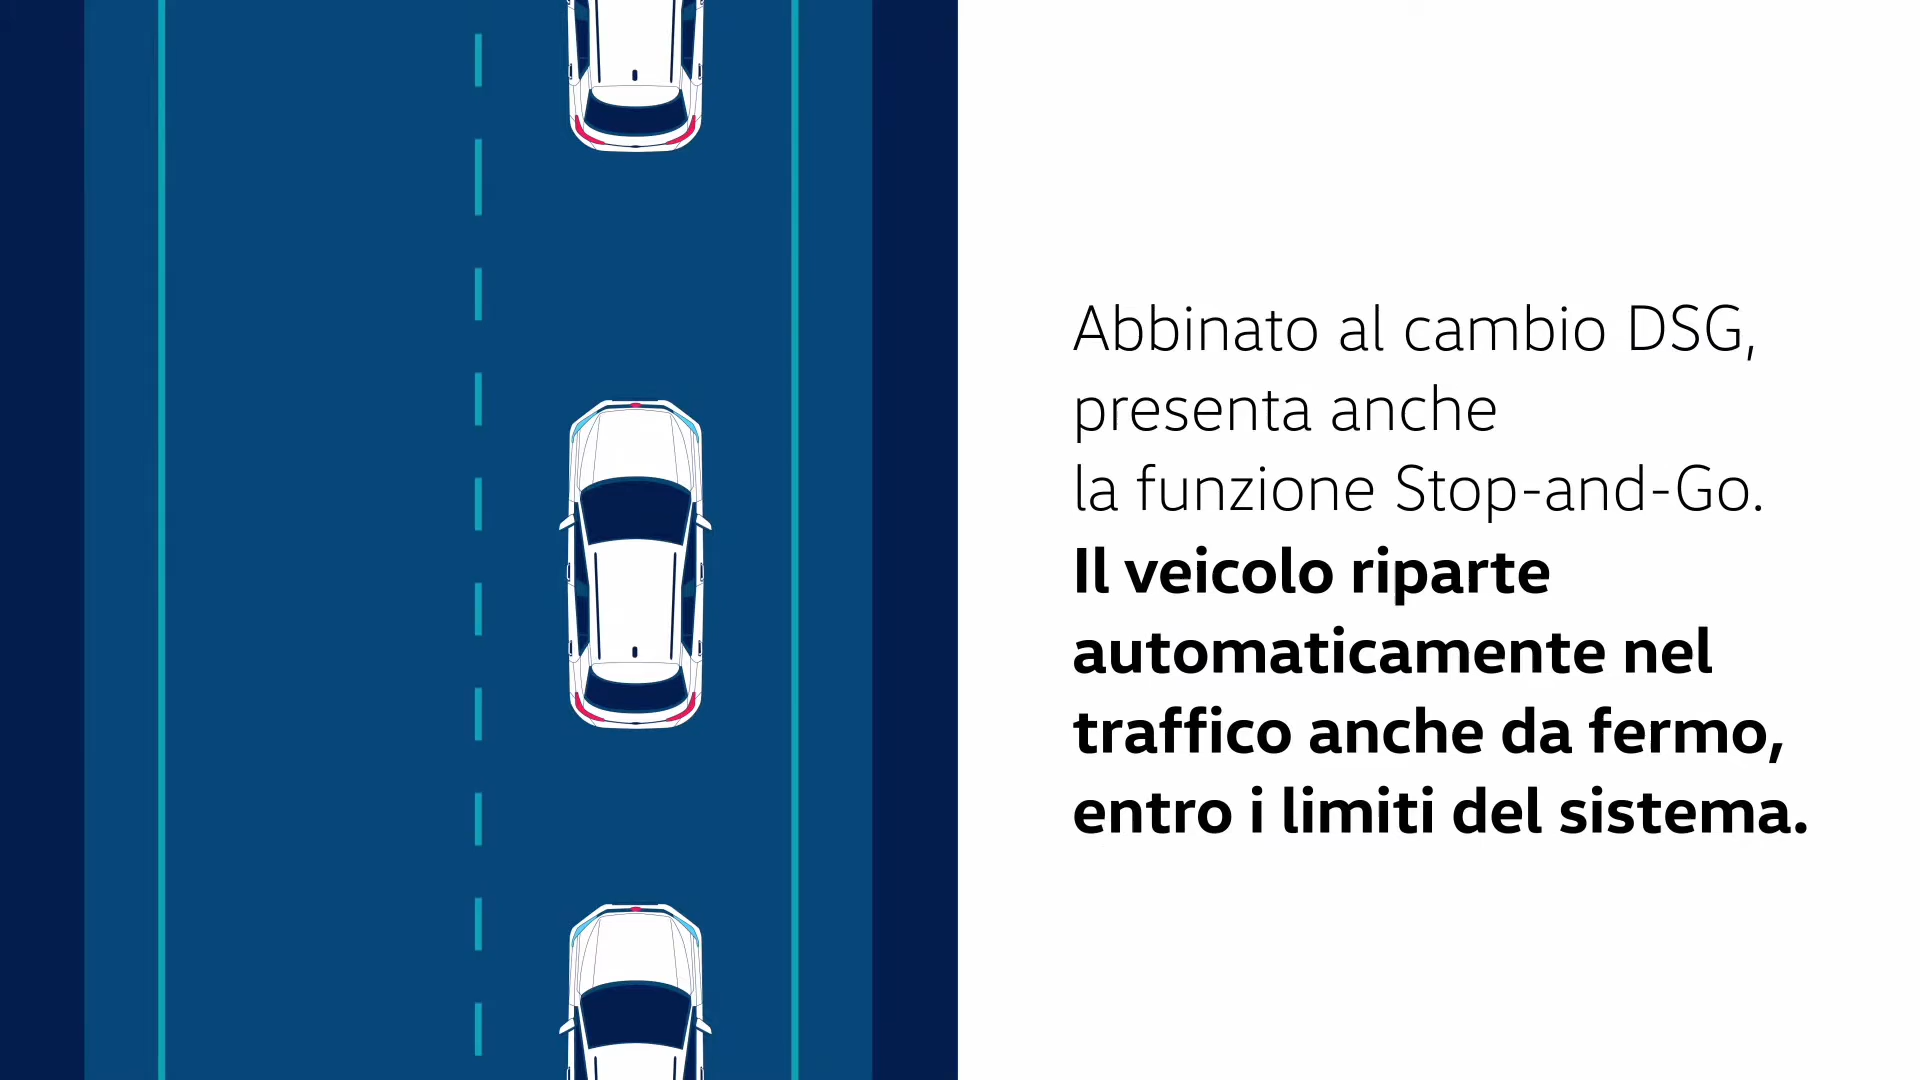 Abbinato al cambio DSG,
presenta anche
la funzione Stop-and-Go.
Il veicolo riparte
automaticamente nel
traffico anche da fermo,
entro i limiti del sistema.